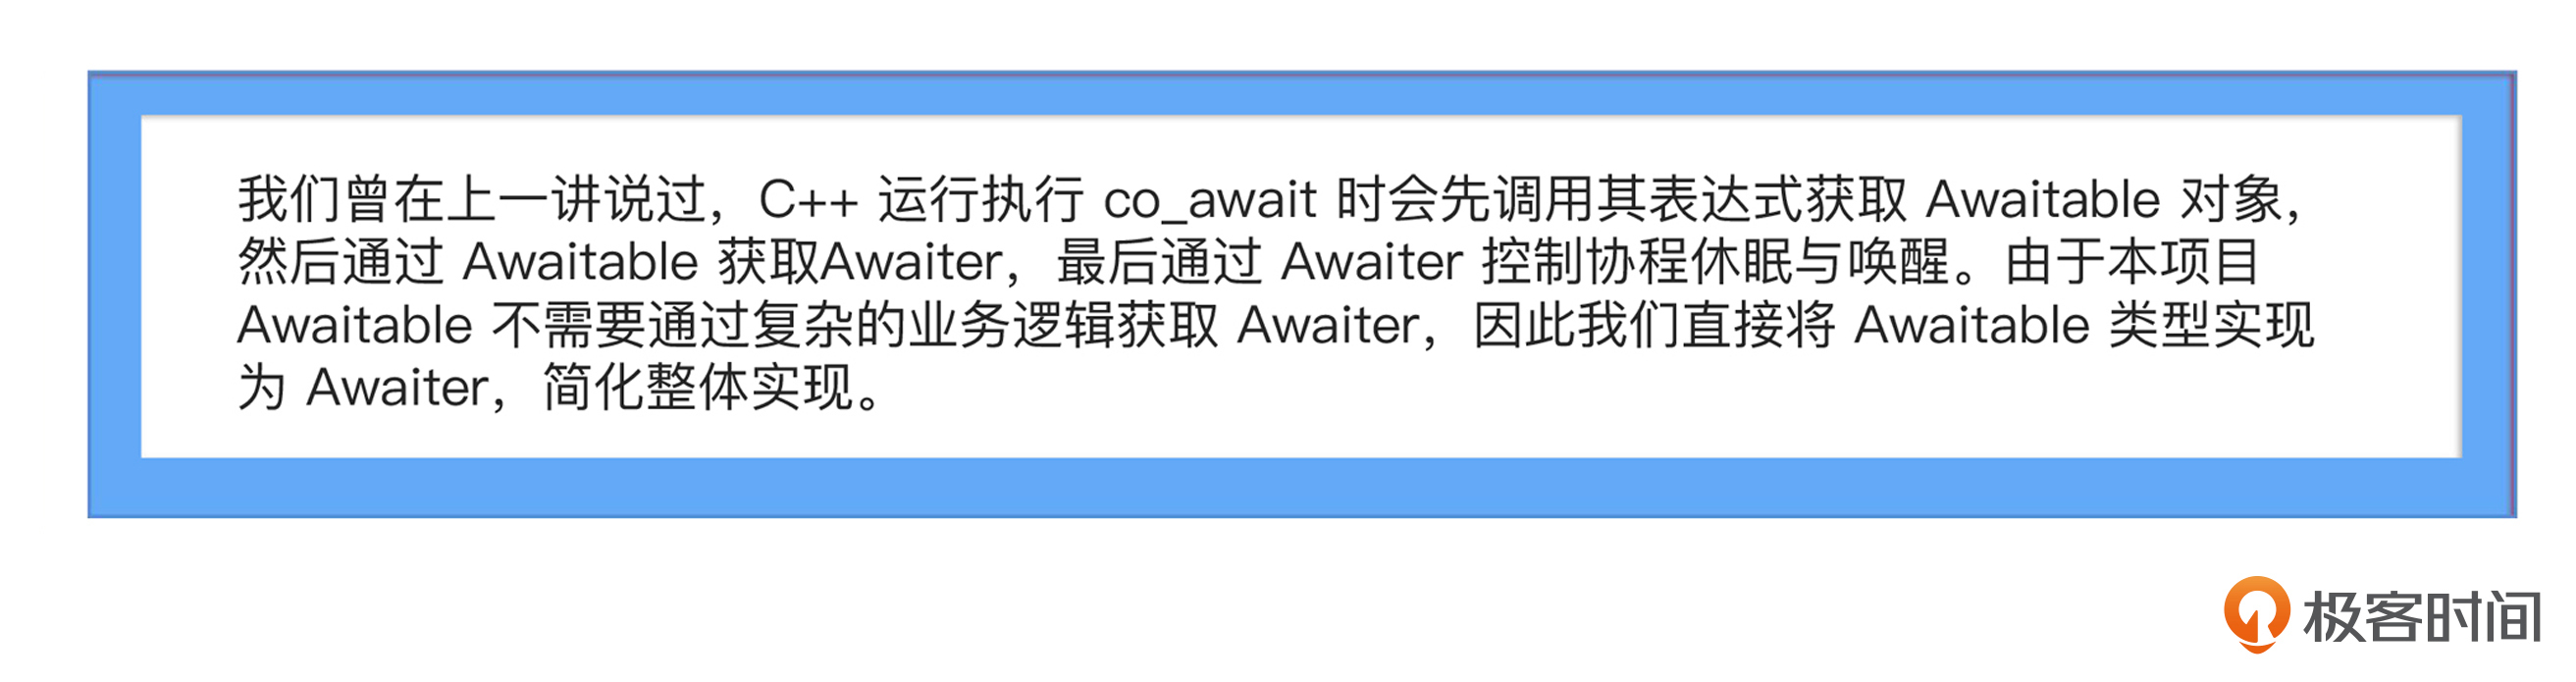 我们曾在上一讲说过，C++ 运行执行 co_await 时会先调用其表达式获取 Awaitable 对象，
然后通过 Awaitable 获取Awaiter，最后通过 Awaiter 控制协程休眠与唤醒。由于本项目
Awaitable 不需要通过复杂的业务逻辑获取 Awaiter，因此我们直接将 Awaitable 类型实现
为 Awaiter，简化整体实现。
极客时间